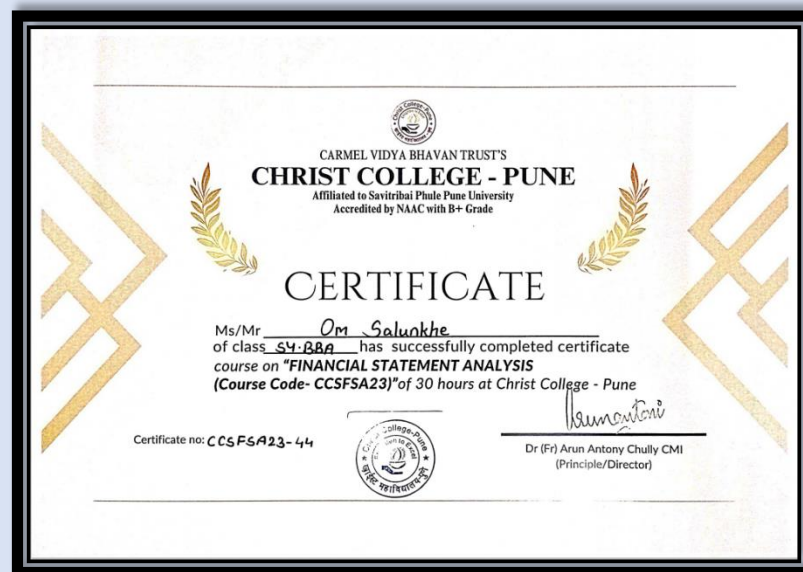 CARMEL VIDYA BHAVAN TRUST'S
CHRIST COLLEGE - PUNE
Affiliated to Savitribai Phule Pune University
Accredited by NAAC with B+ Grade
CERTIFICATE
Ms/Mr Om Salunkhe
of class SY.BBA has successfully completed certificate
course on "FINANCIAL STATEMENT ANALYSIS
(Course Code- CCSFSA23)"of 30 hours at Christ College - Pune
Certificate no: CCSFSA23-44
Dr (Fr) Arun Antony Chully CMI
(Principle/Director)